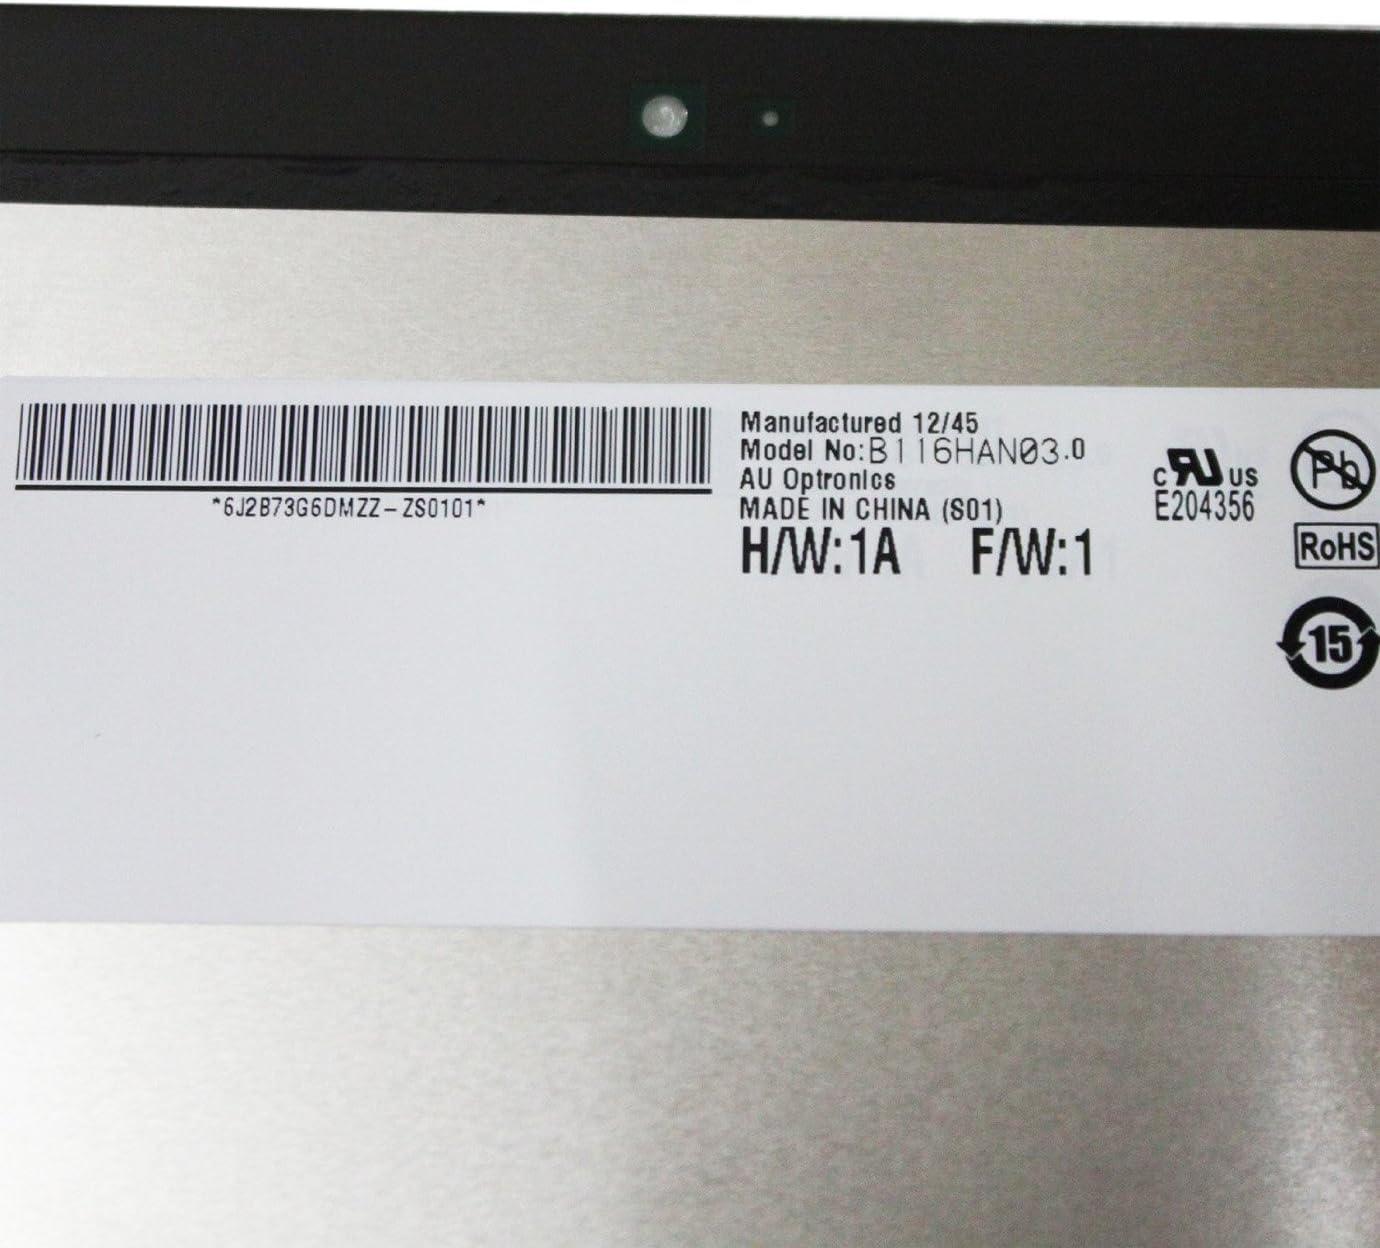 Manufactured 12/45
Model No:B116HAN03.0
AU Optronics
MADE IN CHINA (S01)
H/W:1A F/W:1
*6J2B73G6DMZZ-ZS0101*
c RU US
E204356
Pb
RoHS
15